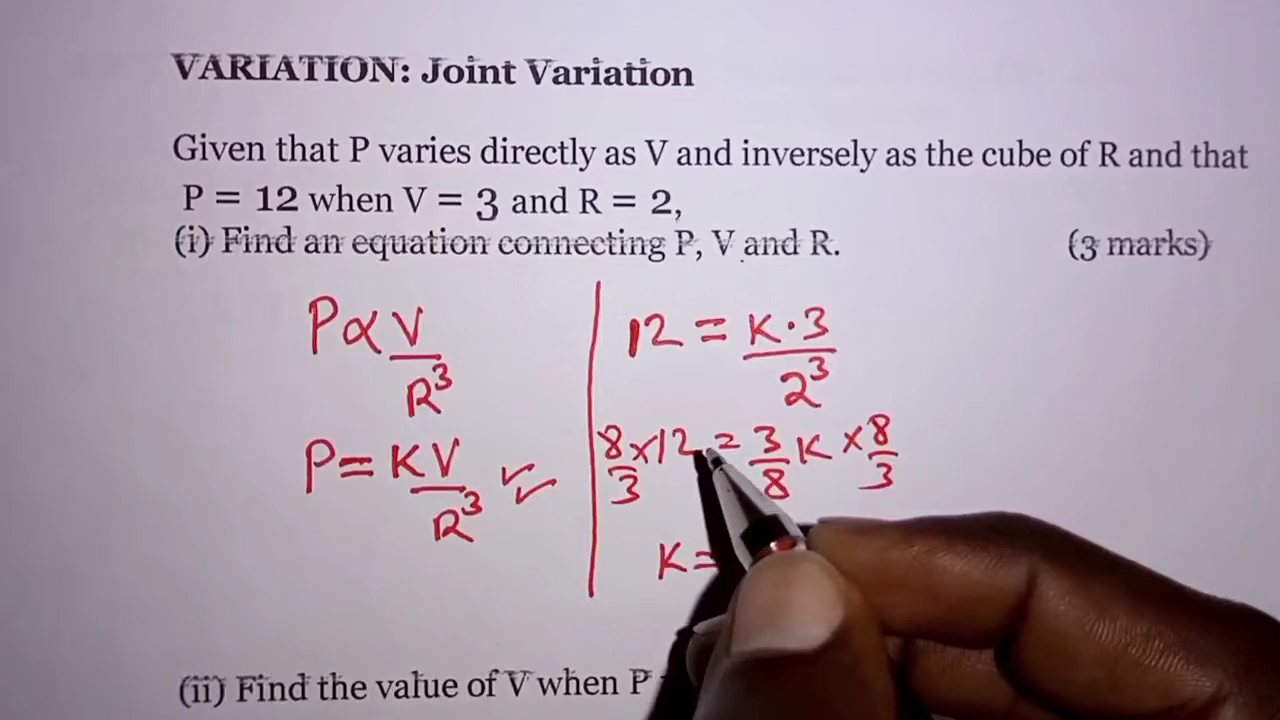 VARIATION: Joint Variation
Given that P varies directly as V and inversely as the cube of R and that
P = 12 when V = 3 and R = 2,
(i) Find an equation connecting P, V and R. (3 marks)
P ∝ V/R³
P = KV/R³ ✓✓
12 = K·3/2³
8/3 × 12 = 3/8 K × 8/3
K =
(ii) Find the value of V when P